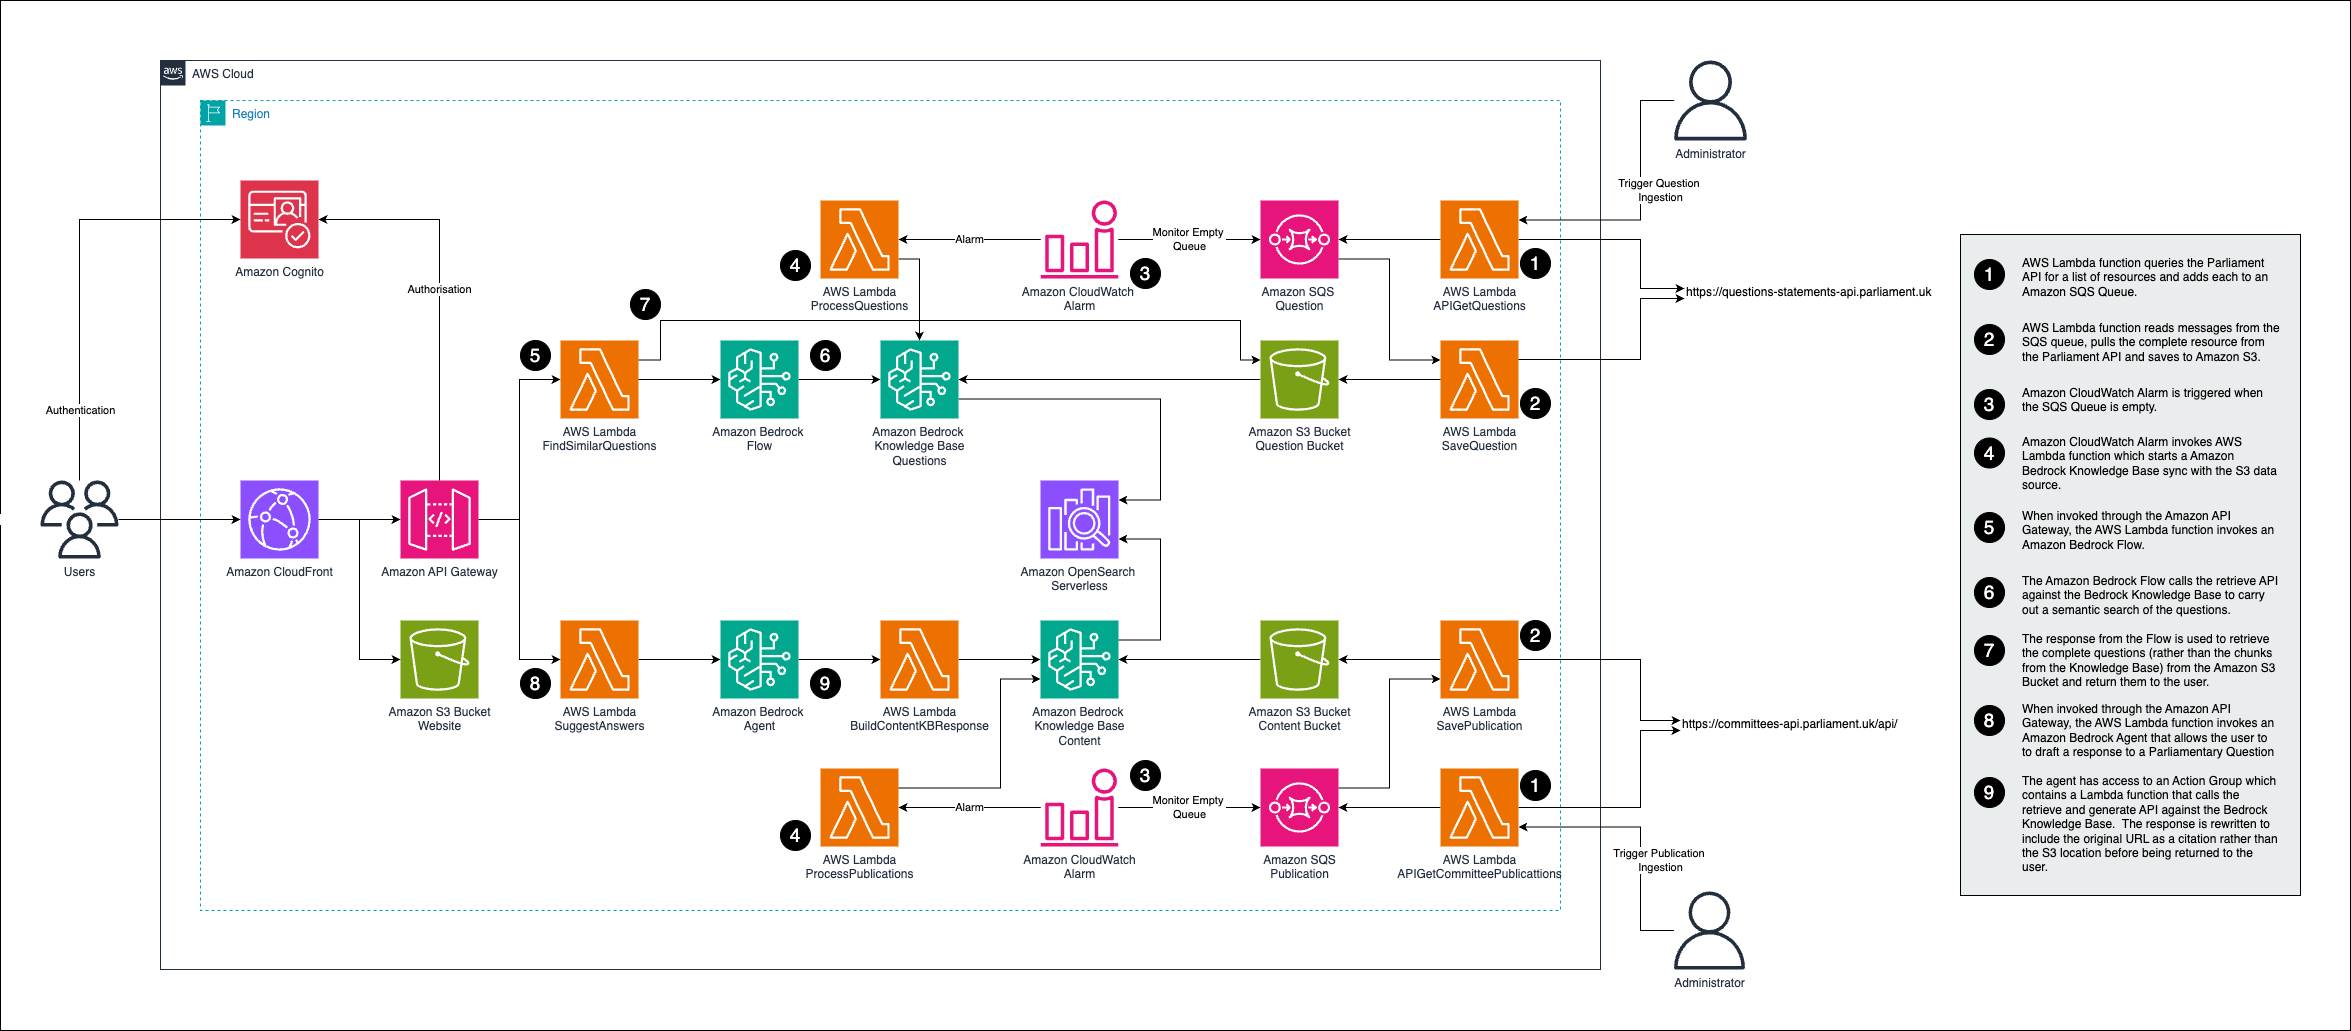 aws
AWS Cloud
Region
Administrator
Trigger Question
Ingestion
Amazon Cognito
Authorisation
Authentication
Alarm
Monitor Empty
Queue
4
AWS Lambda
ProcessQuestions
3
Amazon CloudWatch
Alarm
Amazon SQS
Question
1
AWS Lambda
APIGetQuestions
https://questions-statements-api.parliament.uk
7
5
AWS Lambda
FindSimilarQuestions
Amazon Bedrock
Flow
6
Amazon Bedrock
Knowledge Base
Questions
Amazon S3 Bucket
Question Bucket
2
AWS Lambda
SaveQuestion
Users
Amazon CloudFront
Amazon API Gateway
Amazon OpenSearch
Serverless
Amazon S3 Bucket
Website
8
AWS Lambda
SuggestAnswers
Amazon Bedrock
Agent
9
AWS Lambda
BuildContentKBResponse
Amazon Bedrock
Knowledge Base
Content
Amazon S3 Bucket
Content Bucket
2
AWS Lambda
SavePublication
https://committees-api.parliament.uk/api/
4
AWS Lambda
ProcessPublications
Alarm
3
Amazon CloudWatch
Alarm
Monitor Empty
Queue
Amazon SQS
Publication
1
AWS Lambda
APIGetCommitteePublicattions
Trigger Publication
Ingestion
Administrator
1
AWS Lambda function queries the Parliament
API for a list of resources and adds each to an
Amazon SQS Queue.
2
AWS Lambda function reads messages from the
SQS queue, pulls the complete resource from
the Parliament API and saves to Amazon S3.
3
Amazon CloudWatch Alarm is triggered when
the SQS Queue is empty.
4
Amazon CloudWatch Alarm invokes AWS
Lambda function which starts a Amazon
Bedrock Knowledge Base sync with the S3 data
source.
5
When invoked through the Amazon API
Gateway, the AWS Lambda function invokes an
Amazon Bedrock Flow.
6
The Amazon Bedrock Flow calls the retrieve API
against the Bedrock Knowledge Base to carry
out a semantic search of the questions.
7
The response from the Flow is used to retrieve
the complete questions (rather than the chunks
from the Knowledge Base) from the Amazon S3
Bucket and return them to the user.
8
When invoked through the Amazon API
Gateway, the AWS Lambda function invokes an
Amazon Bedrock Agent that allows the user to
to draft a response to a Parliamentary Question
9
The agent has access to an Action Group which
contains a Lambda function that calls the
retrieve and generate API against the Bedrock
Knowledge Base.  The response is rewritten to
include the original URL as a citation rather than
the S3 location before being returned to the
user.